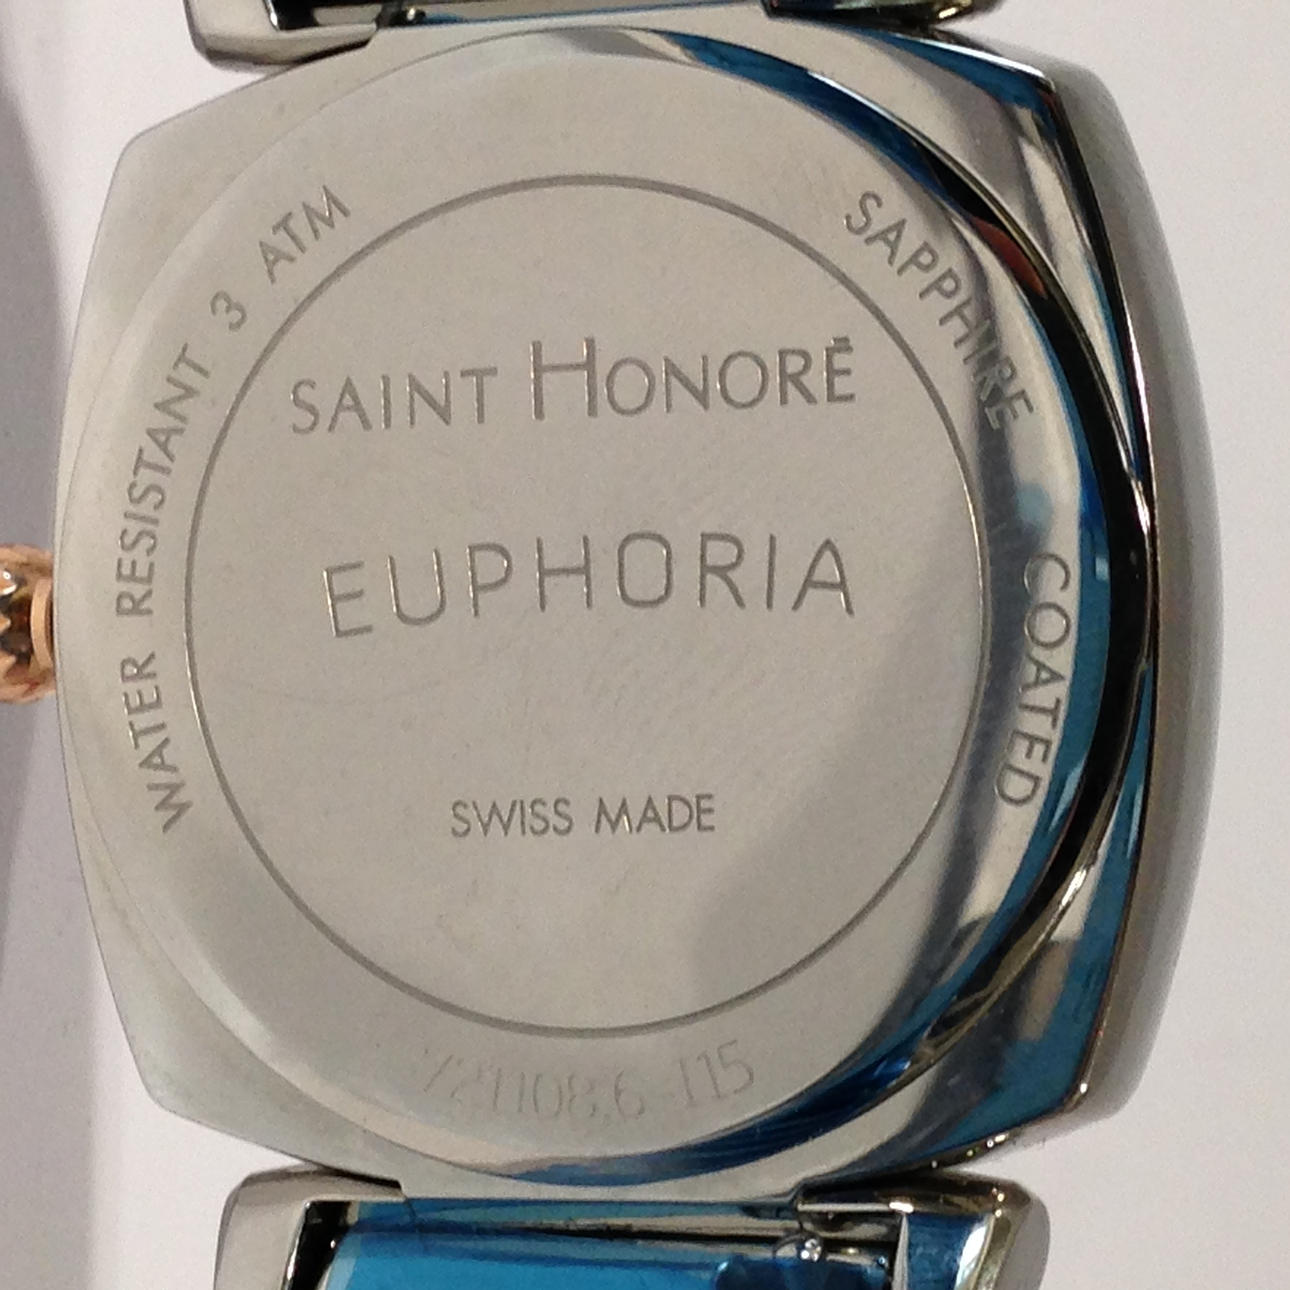 WATER RESISTANT 3 ATM
SAPPHIRE COATED
SAINT HONORÉ
EUPHORIA
SWISS MADE